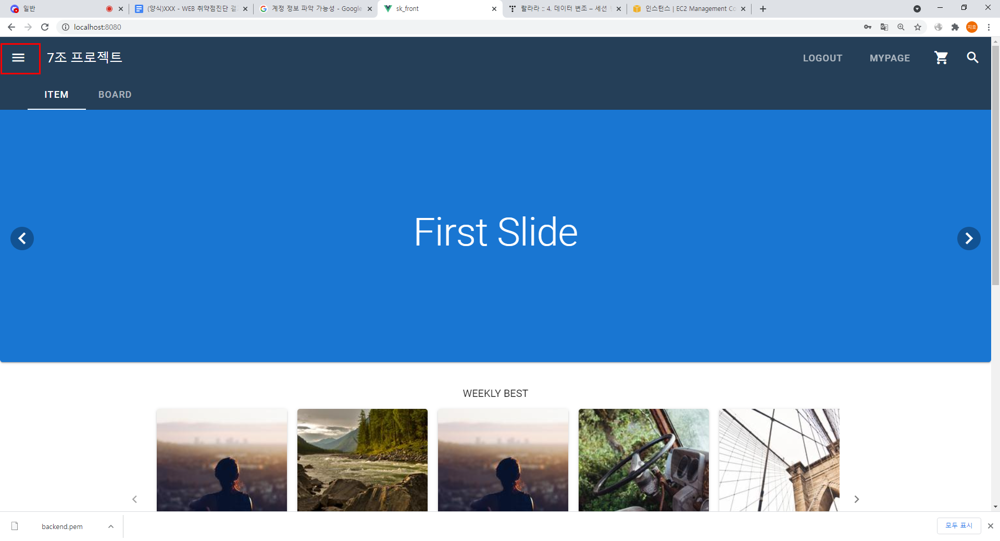 일반
(양식)XXX - WEB 취약점진단 결
계정 정보 파악 가능성 - Google
sk_front
랄라라 :: 4. 데이터 변조 – 세션
인스턴스 | EC2 Management Co
localhost:8080
지호
7조 프로젝트
LOGOUT
MYPAGE
ITEM
BOARD
First Slide
WEEKLY BEST
backend.pem
모두 표시